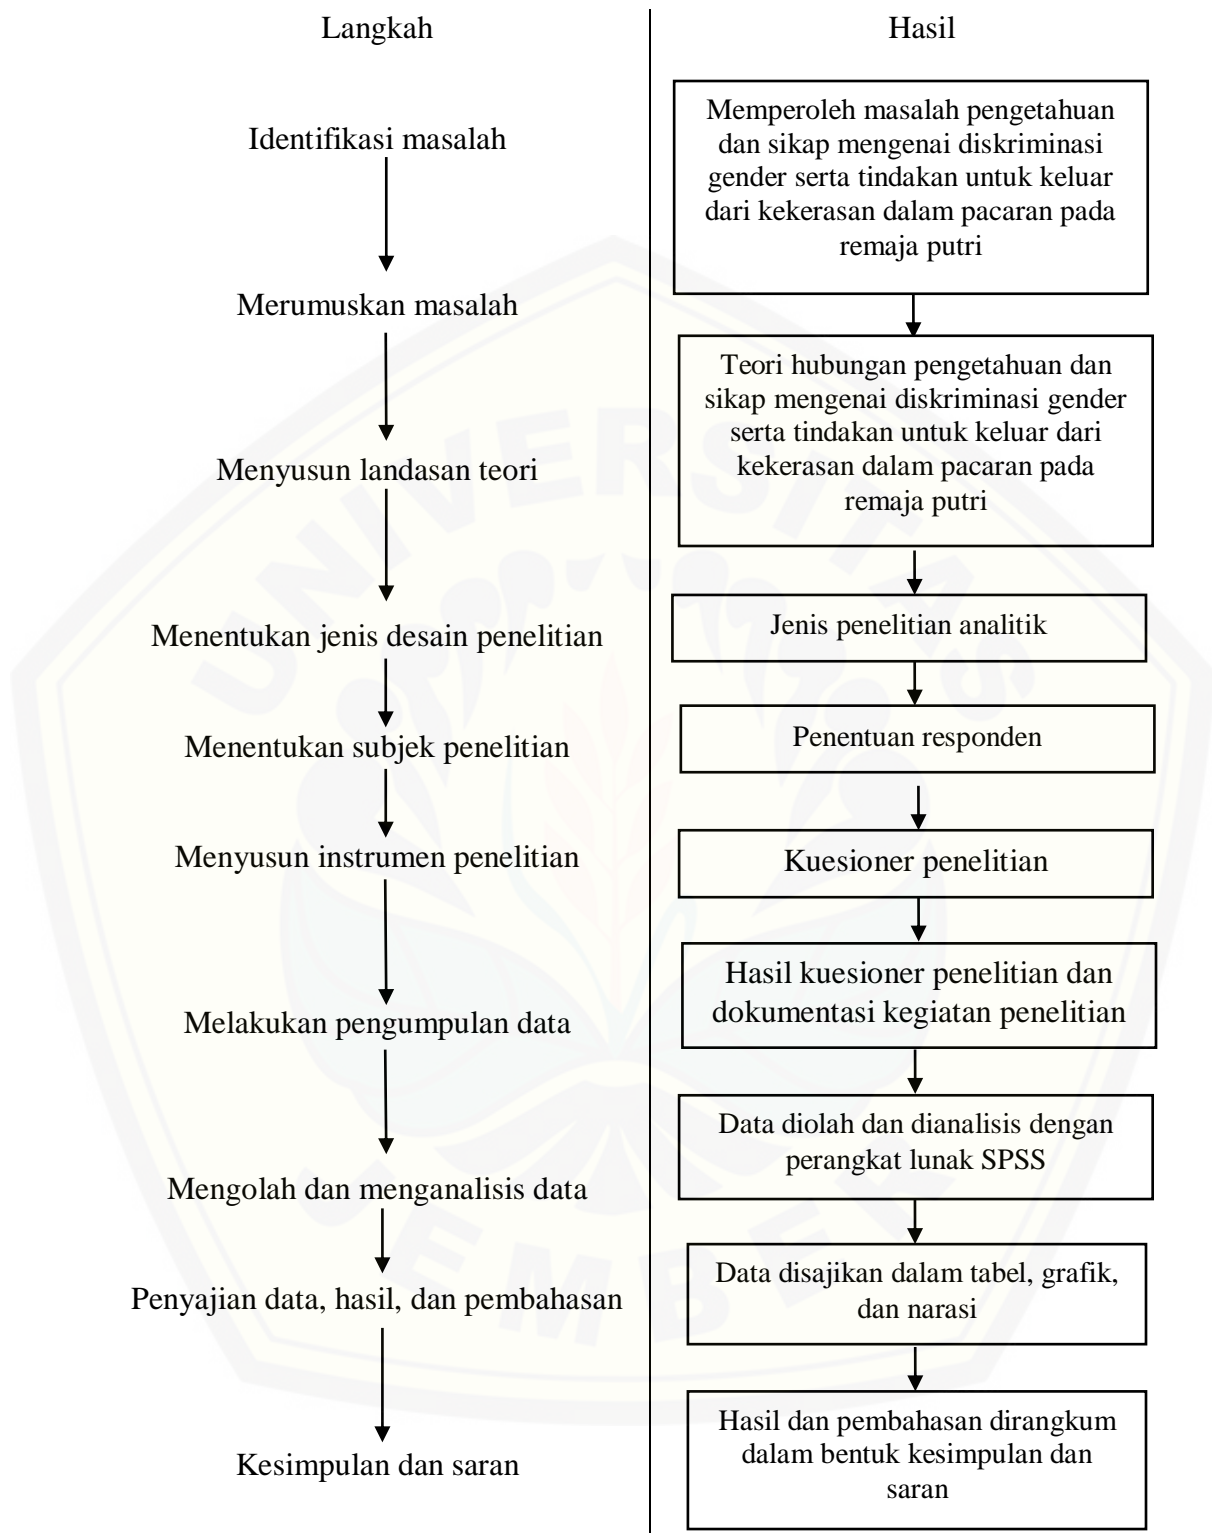 Langkah
Identifikasi masalah
Merumuskan masalah
Menyusun landasan teori
Menentukan jenis desain penelitian
Menentukan subjek penelitian
Menyusun instrumen penelitian
Melakukan pengumpulan data
Mengolah dan menganalisis data
Penyajian data, hasil, dan pembahasan
Kesimpulan dan saran
Hasil
Memperoleh masalah pengetahuan
dan sikap mengenai diskriminasi
gender serta tindakan untuk keluar
dari kekerasan dalam pacaran pada
remaja putri
Teori hubungan pengetahuan dan
sikap mengenai diskriminasi gender
serta tindakan untuk keluar dari
kekerasan dalam pacaran pada
remaja putri
Jenis penelitian analitik
Penentuan responden
Kuesioner penelitian
Hasil kuesioner penelitian dan
dokumentasi kegiatan penelitian
Data diolah dan dianalisis dengan
perangkat lunak SPSS
Data disajikan dalam tabel, grafik,
dan narasi
Hasil dan pembahasan dirangkum
dalam bentuk kesimpulan dan
saran
UNIVERSITAS
JEMBER